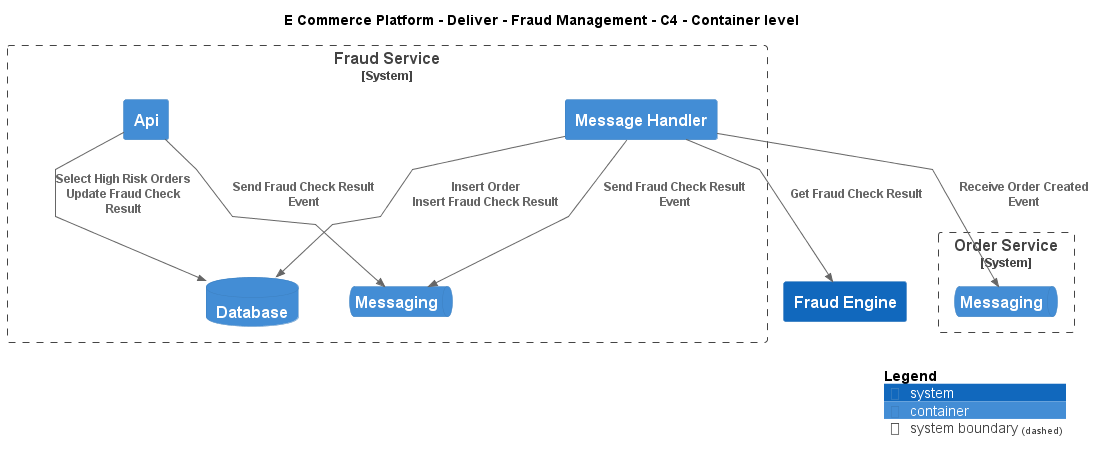 E Commerce Platform - Deliver - Fraud Management - C4 - Container level
Fraud Service
[System]
Api
Message Handler
Select High Risk Orders
Update Fraud Check
Result
Send Fraud Check Result
Event
Insert Order
Insert Fraud Check Result
Send Fraud Check Result
Event
Get Fraud Check Result
Receive Order Created
Event
Order Service
[System]
Database
Messaging
Fraud Engine
Messaging
Legend
system
container
system boundary (dashed)